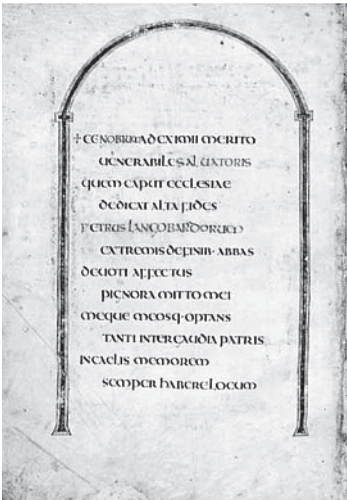 + CENOBIUM AD EXIMII MERITO
UENERABILE SALUATORIS
QUEM CAPUT ECCLESIAE
DEDICAT ALTA FIDES
PETRUS LANGOBARDORUM
EXTREMIS DE FINIB· ABBAS
DEUOTI AFFECTUS
PIGNORA MITTO MEI
MEQUE MEOSQ· OPTANS
TANTI INTER GAUDIA PATRIS
IN CAELIS MEMOREM
SEMPER HABERE LOCUM